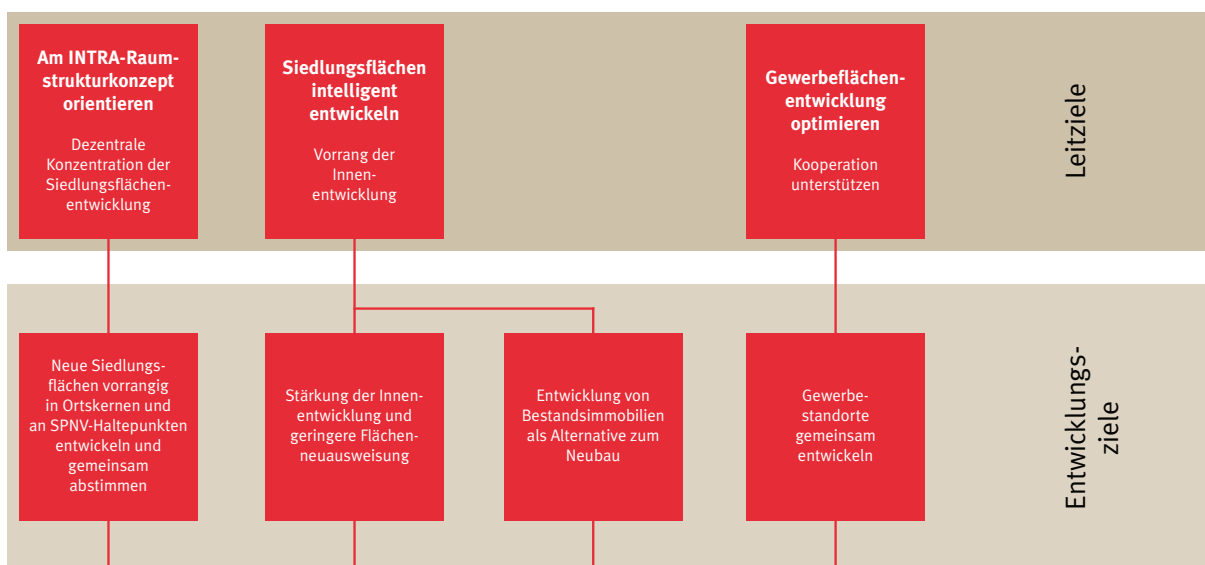 Am INTRA-Raum-
strukturkonzept
orientieren
Dezentrale
Konzentration der
Siedlungsflächen-
entwicklung
Siedlungsflächen
intelligent
entwickeln
Vorrang der
Innen-
entwicklung
Gewerbeflächen-
entwicklung
optimieren
Kooperation
unterstützen
Leitziele
Neue Siedlungs-
flächen vorrangig
in Ortskernen und
an SPNV-Haltepunkten
entwickeln und
gemeinsam
abstimmen
Stärkung der Innen-
entwicklung und
geringere Flächen-
neuausweisung
Entwicklung von
Bestandsimmobilien
als Alternative zum
Neubau
Gewerbe-
standorte
gemeinsam
entwickeln
Entwicklungs-
ziele